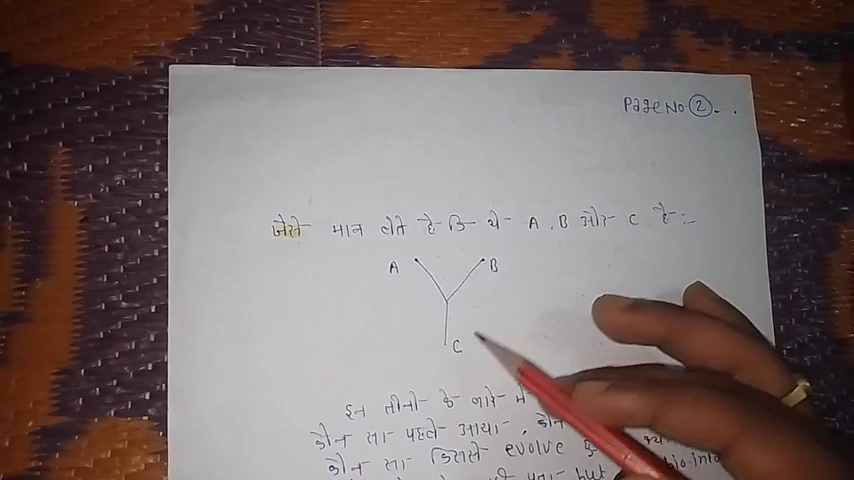 Page No. 2
जैसे मान लेते है कि ये A, B और C है :-
A
B
C
इन तीनो के बारे मे
कौन सा पहले आया, कौन
कौन सा किससे evolve
but